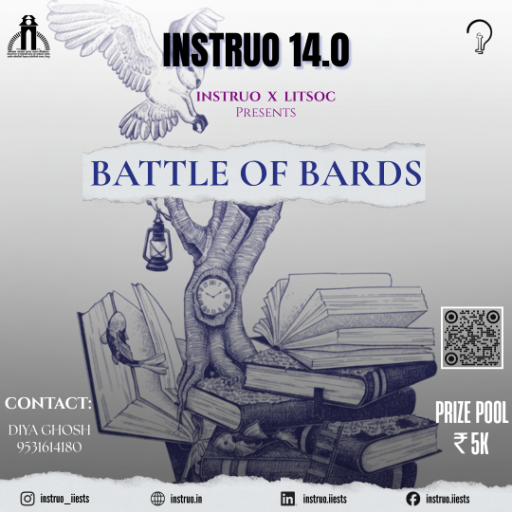 INSTRUO 14.0
INSTRUO X LITSOC
PRESENTS
BATTLE OF BARDS
CONTACT:
DIYA GHOSH
9531614180
PRIZE POOL
₹ 5K
instruo_iiests
instruo.in
instruo.iiests
instruo.iiests